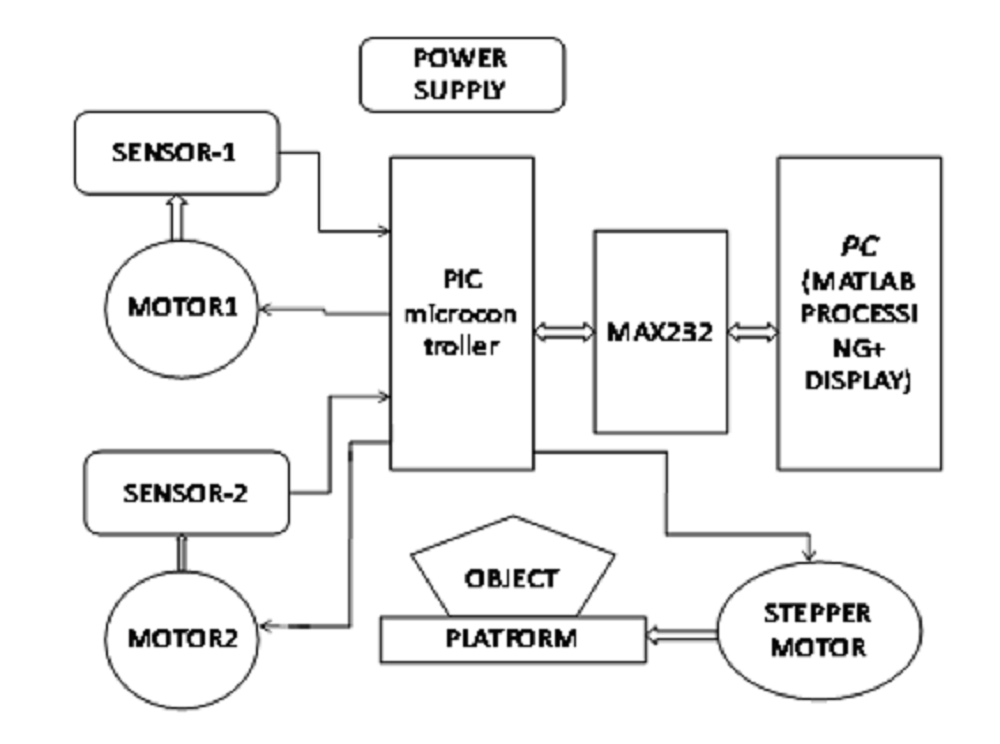 POWER
SUPPLY
SENSOR-1
MOTOR1
PIC
microcon
troller
MAX232
PC
(MATLAB
PROCESSI
NG+
DISPLAY)
SENSOR-2
MOTOR2
OBJECT
PLATFORM
STEPPER
MOTOR